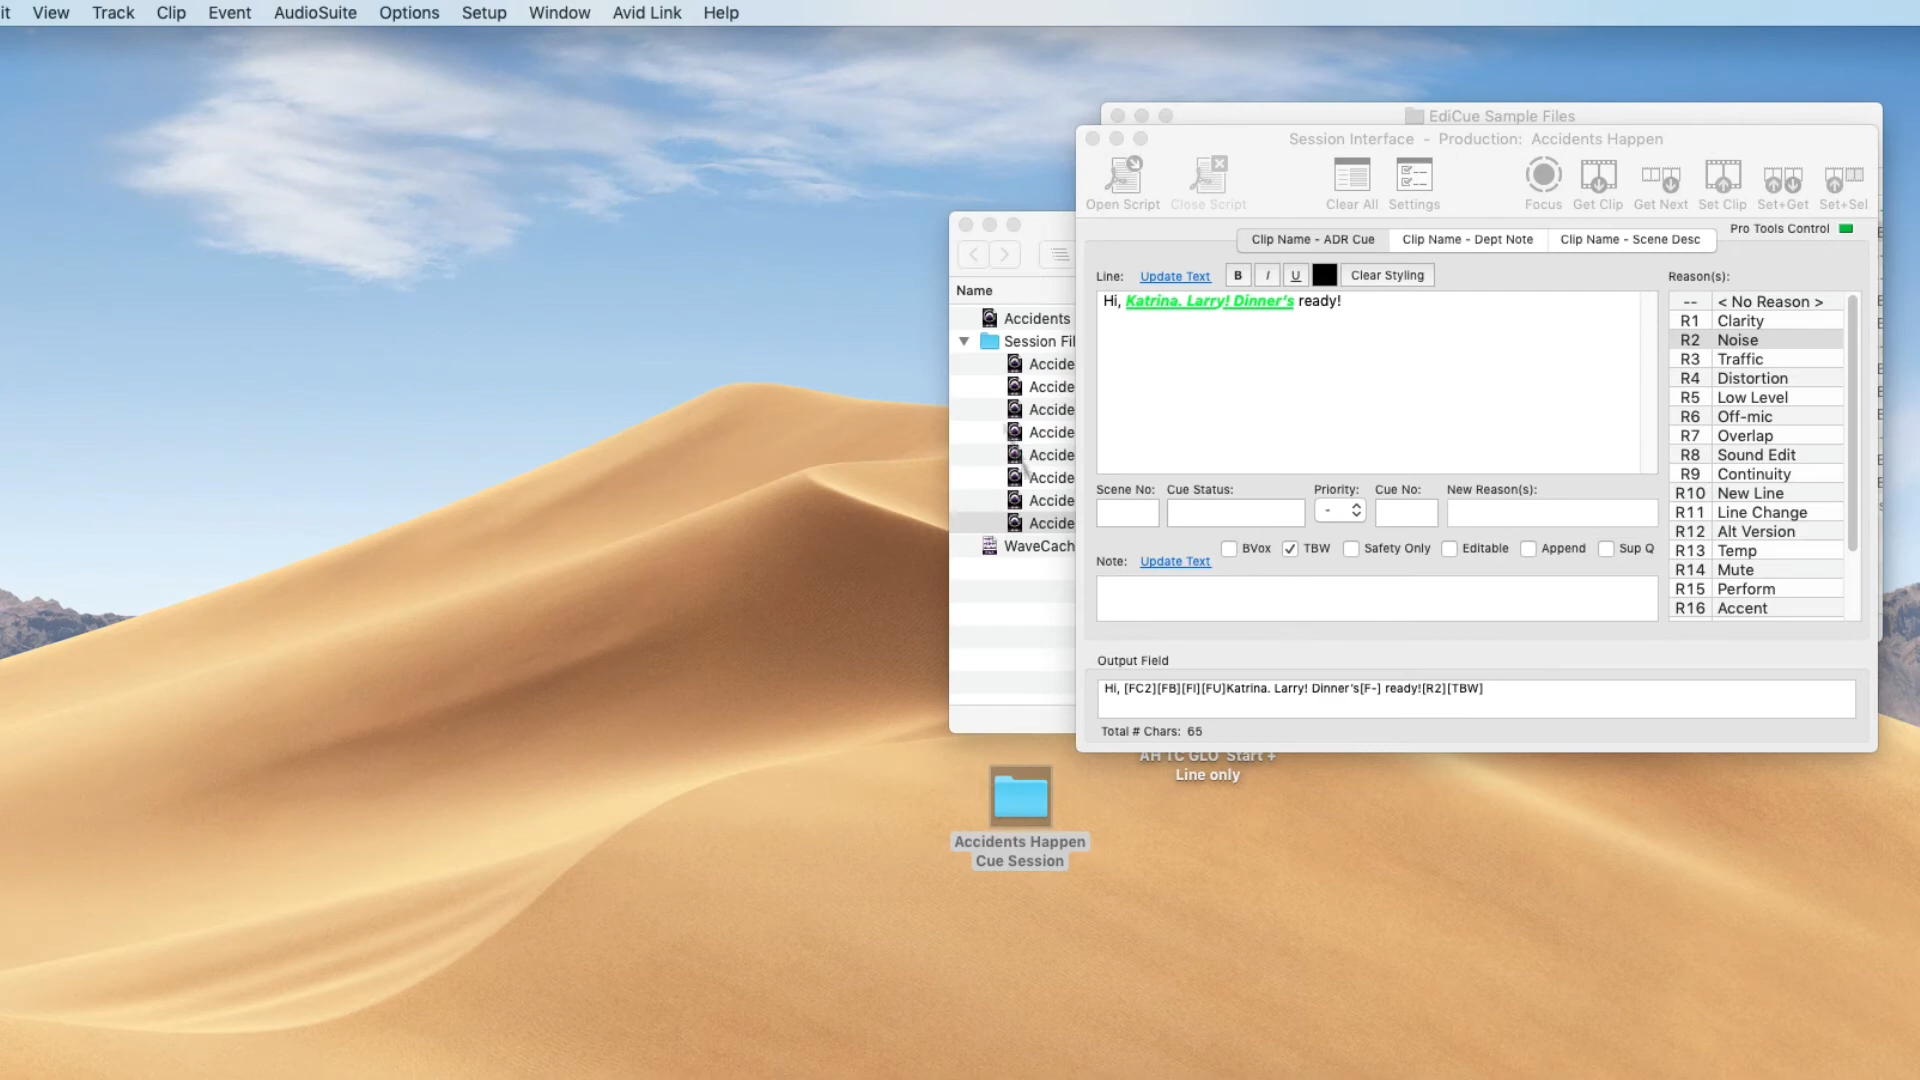 it View Track Clip Event AudioSuite Options Setup Window Avid Link Help
EdiCue Sample Files
Session Interface - Production: Accidents Happen
Open Script Close Script Clear All Settings Focus Get Clip Get Next Set Clip Set+Get Set+Sel
Pro Tools Control
Clip Name - ADR Cue Clip Name - Dept Note Clip Name - Scene Desc
Line: Update Text B I U Clear Styling
Hi, Katrina. Larry! Dinner's ready!
Reason(s):
-- < No Reason >
R1 Clarity
R2 Noise
R3 Traffic
R4 Distortion
R5 Low Level
R6 Off-mic
R7 Overlap
R8 Sound Edit
R9 Continuity
R10 New Line
R11 Line Change
R12 Alt Version
R13 Temp
R14 Mute
R15 Perform
R16 Accent
Scene No: Cue Status: Priority: Cue No: New Reason(s):
-
BVox TBW Safety Only Editable Append Sup Q
Note: Update Text
Output Field
Hi, [FC2][FB][FI][FU]Katrina. Larry! Dinner's[F-] ready![R2][TBW]
Total # Chars: 65
Name
Accidents
Session Fil
Accide
Accide
Accide
Accide
Accide
Accide
Accide
Accide
WaveCach
AH TC GLO Start +
Line only
Accidents Happen
Cue Session